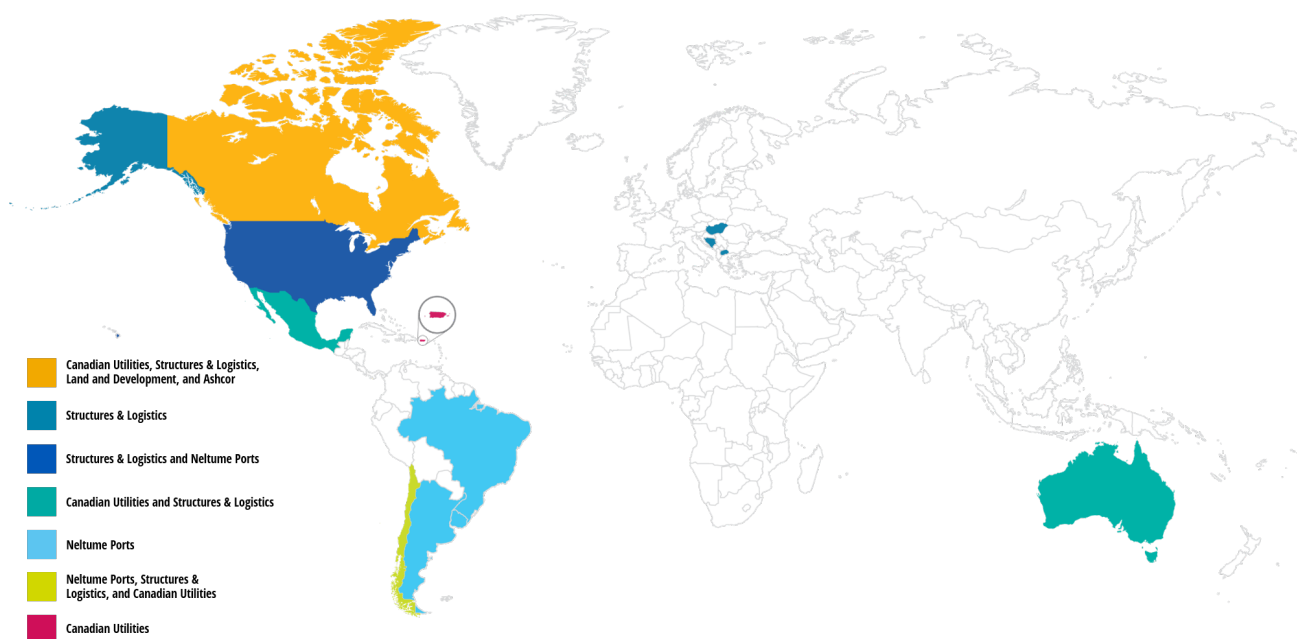 Canadian Utilities, Structures & Logistics,
Land and Development, and Ashcor
Structures & Logistics
Structures & Logistics and Neltume Ports
Canadian Utilities and Structures & Logistics
Neltume Ports
Neltume Ports, Structures &
Logistics, and Canadian Utilities
Canadian Utilities